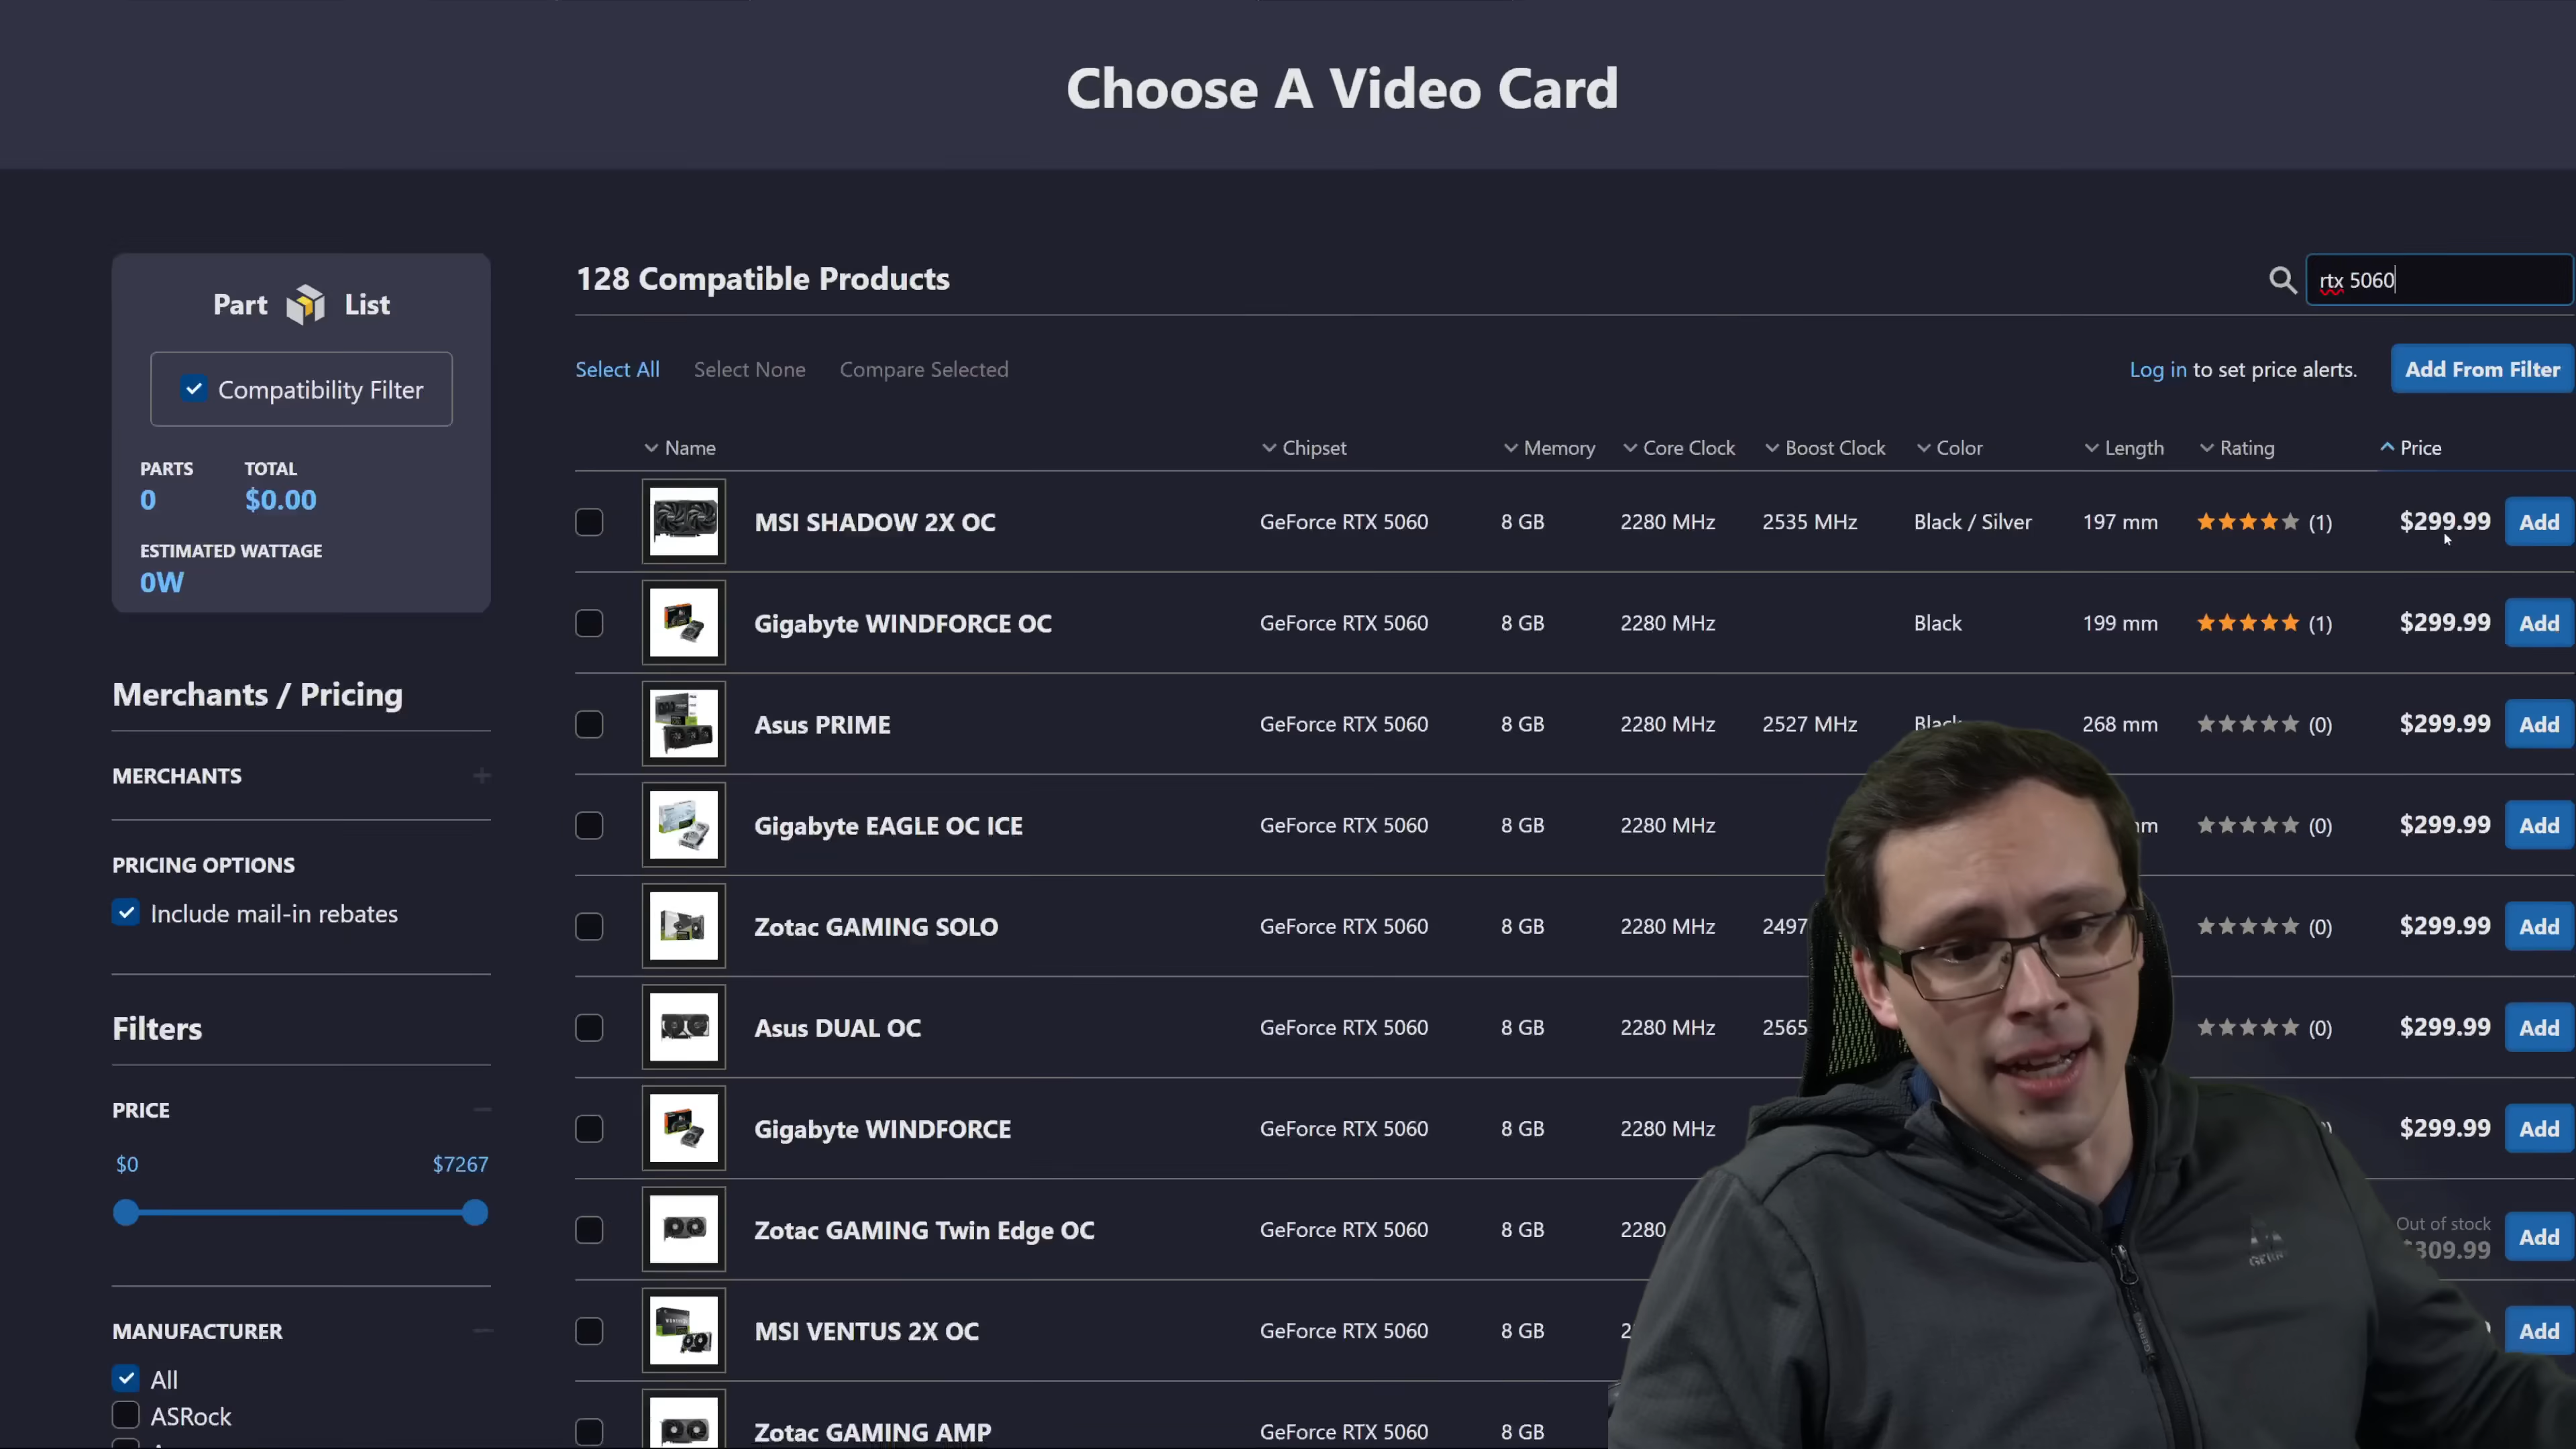 Choose A Video Card
Part List
Compatibility Filter
PARTS TOTAL
0 $0.00
ESTIMATED WATTAGE
0W
Merchants / Pricing
MERCHANTS
PRICING OPTIONS
Include mail-in rebates
Filters
PRICE
$0 $7267
MANUFACTURER
All
ASRock
128 Compatible Products
rtx 5060
Select All Select None Compare Selected
Log in to set price alerts. Add From Filter
Name Chipset Memory Core Clock Boost Clock Color Length Rating Price
MSI SHADOW 2X OC GeForce RTX 5060 8 GB 2280 MHz 2535 MHz Black / Silver 197 mm (1) $299.99 Add
Gigabyte WINDFORCE OC GeForce RTX 5060 8 GB 2280 MHz Black 199 mm (1) $299.99 Add
Asus PRIME GeForce RTX 5060 8 GB 2280 MHz 2527 MHz Black 268 mm (0) $299.99 Add
Gigabyte EAGLE OC ICE GeForce RTX 5060 8 GB 2280 MHz (0) $299.99 Add
Zotac GAMING SOLO GeForce RTX 5060 8 GB 2280 MHz 2497 (0) $299.99 Add
Asus DUAL OC GeForce RTX 5060 8 GB 2280 MHz 2565 (0) $299.99 Add
Gigabyte WINDFORCE GeForce RTX 5060 8 GB 2280 MHz $299.99 Add
Zotac GAMING Twin Edge OC GeForce RTX 5060 8 GB 2280 Out of stock
$309.99 Add
MSI VENTUS 2X OC GeForce RTX 5060 8 GB Add
Zotac GAMING AMP GeForce RTX 5060 8 GB